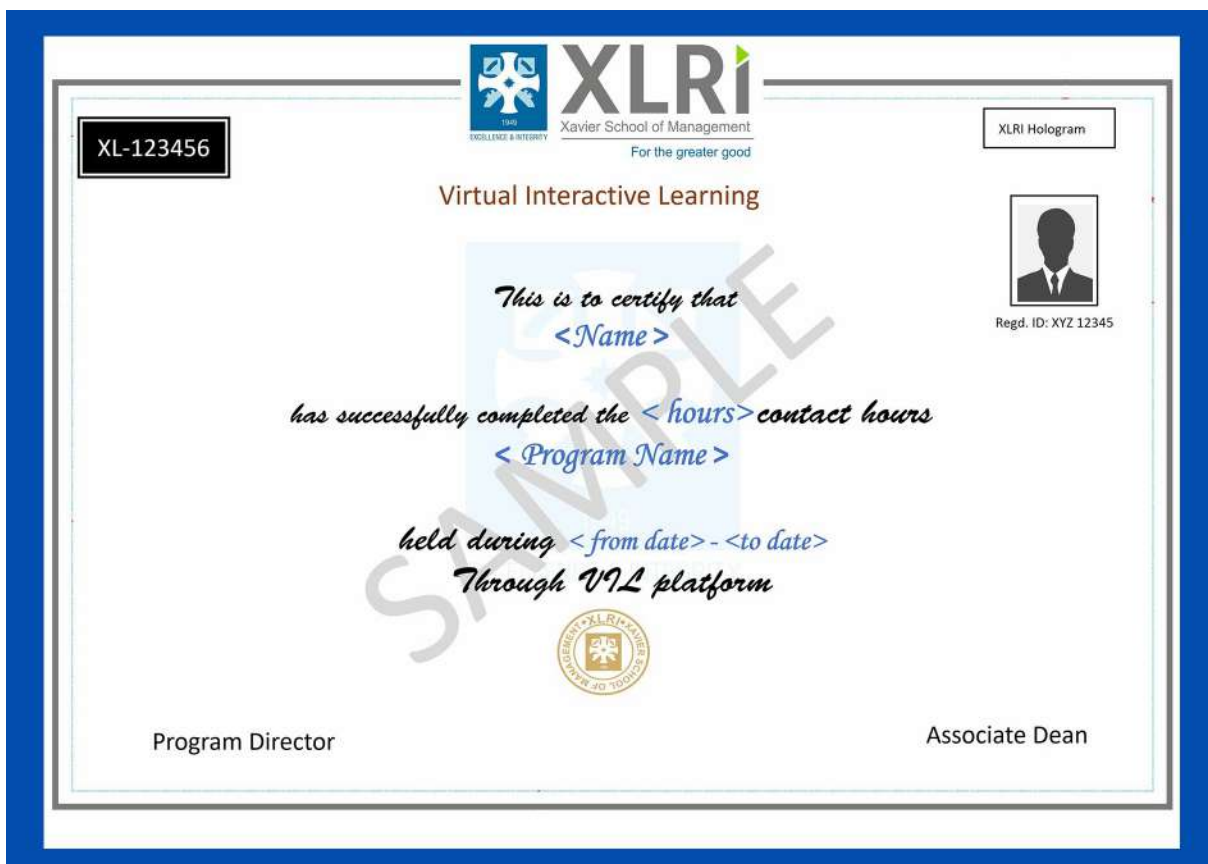 XLRi
1949
EXCELLENCE & INTEGRITY
Xavier School of Management
For the greater good
XL-123456
XLRI Hologram
Virtual Interactive Learning
Regd. ID: XYZ 12345
This is to certify that
<Name>
has successfully completed the < hours> contact hours
< Program Name >
held during < from date> - <to date>
Through VIL platform
SAMPLE
XLRI • XAVIER SCHOOL OF MANAGEMENT
Program Director
Associate Dean